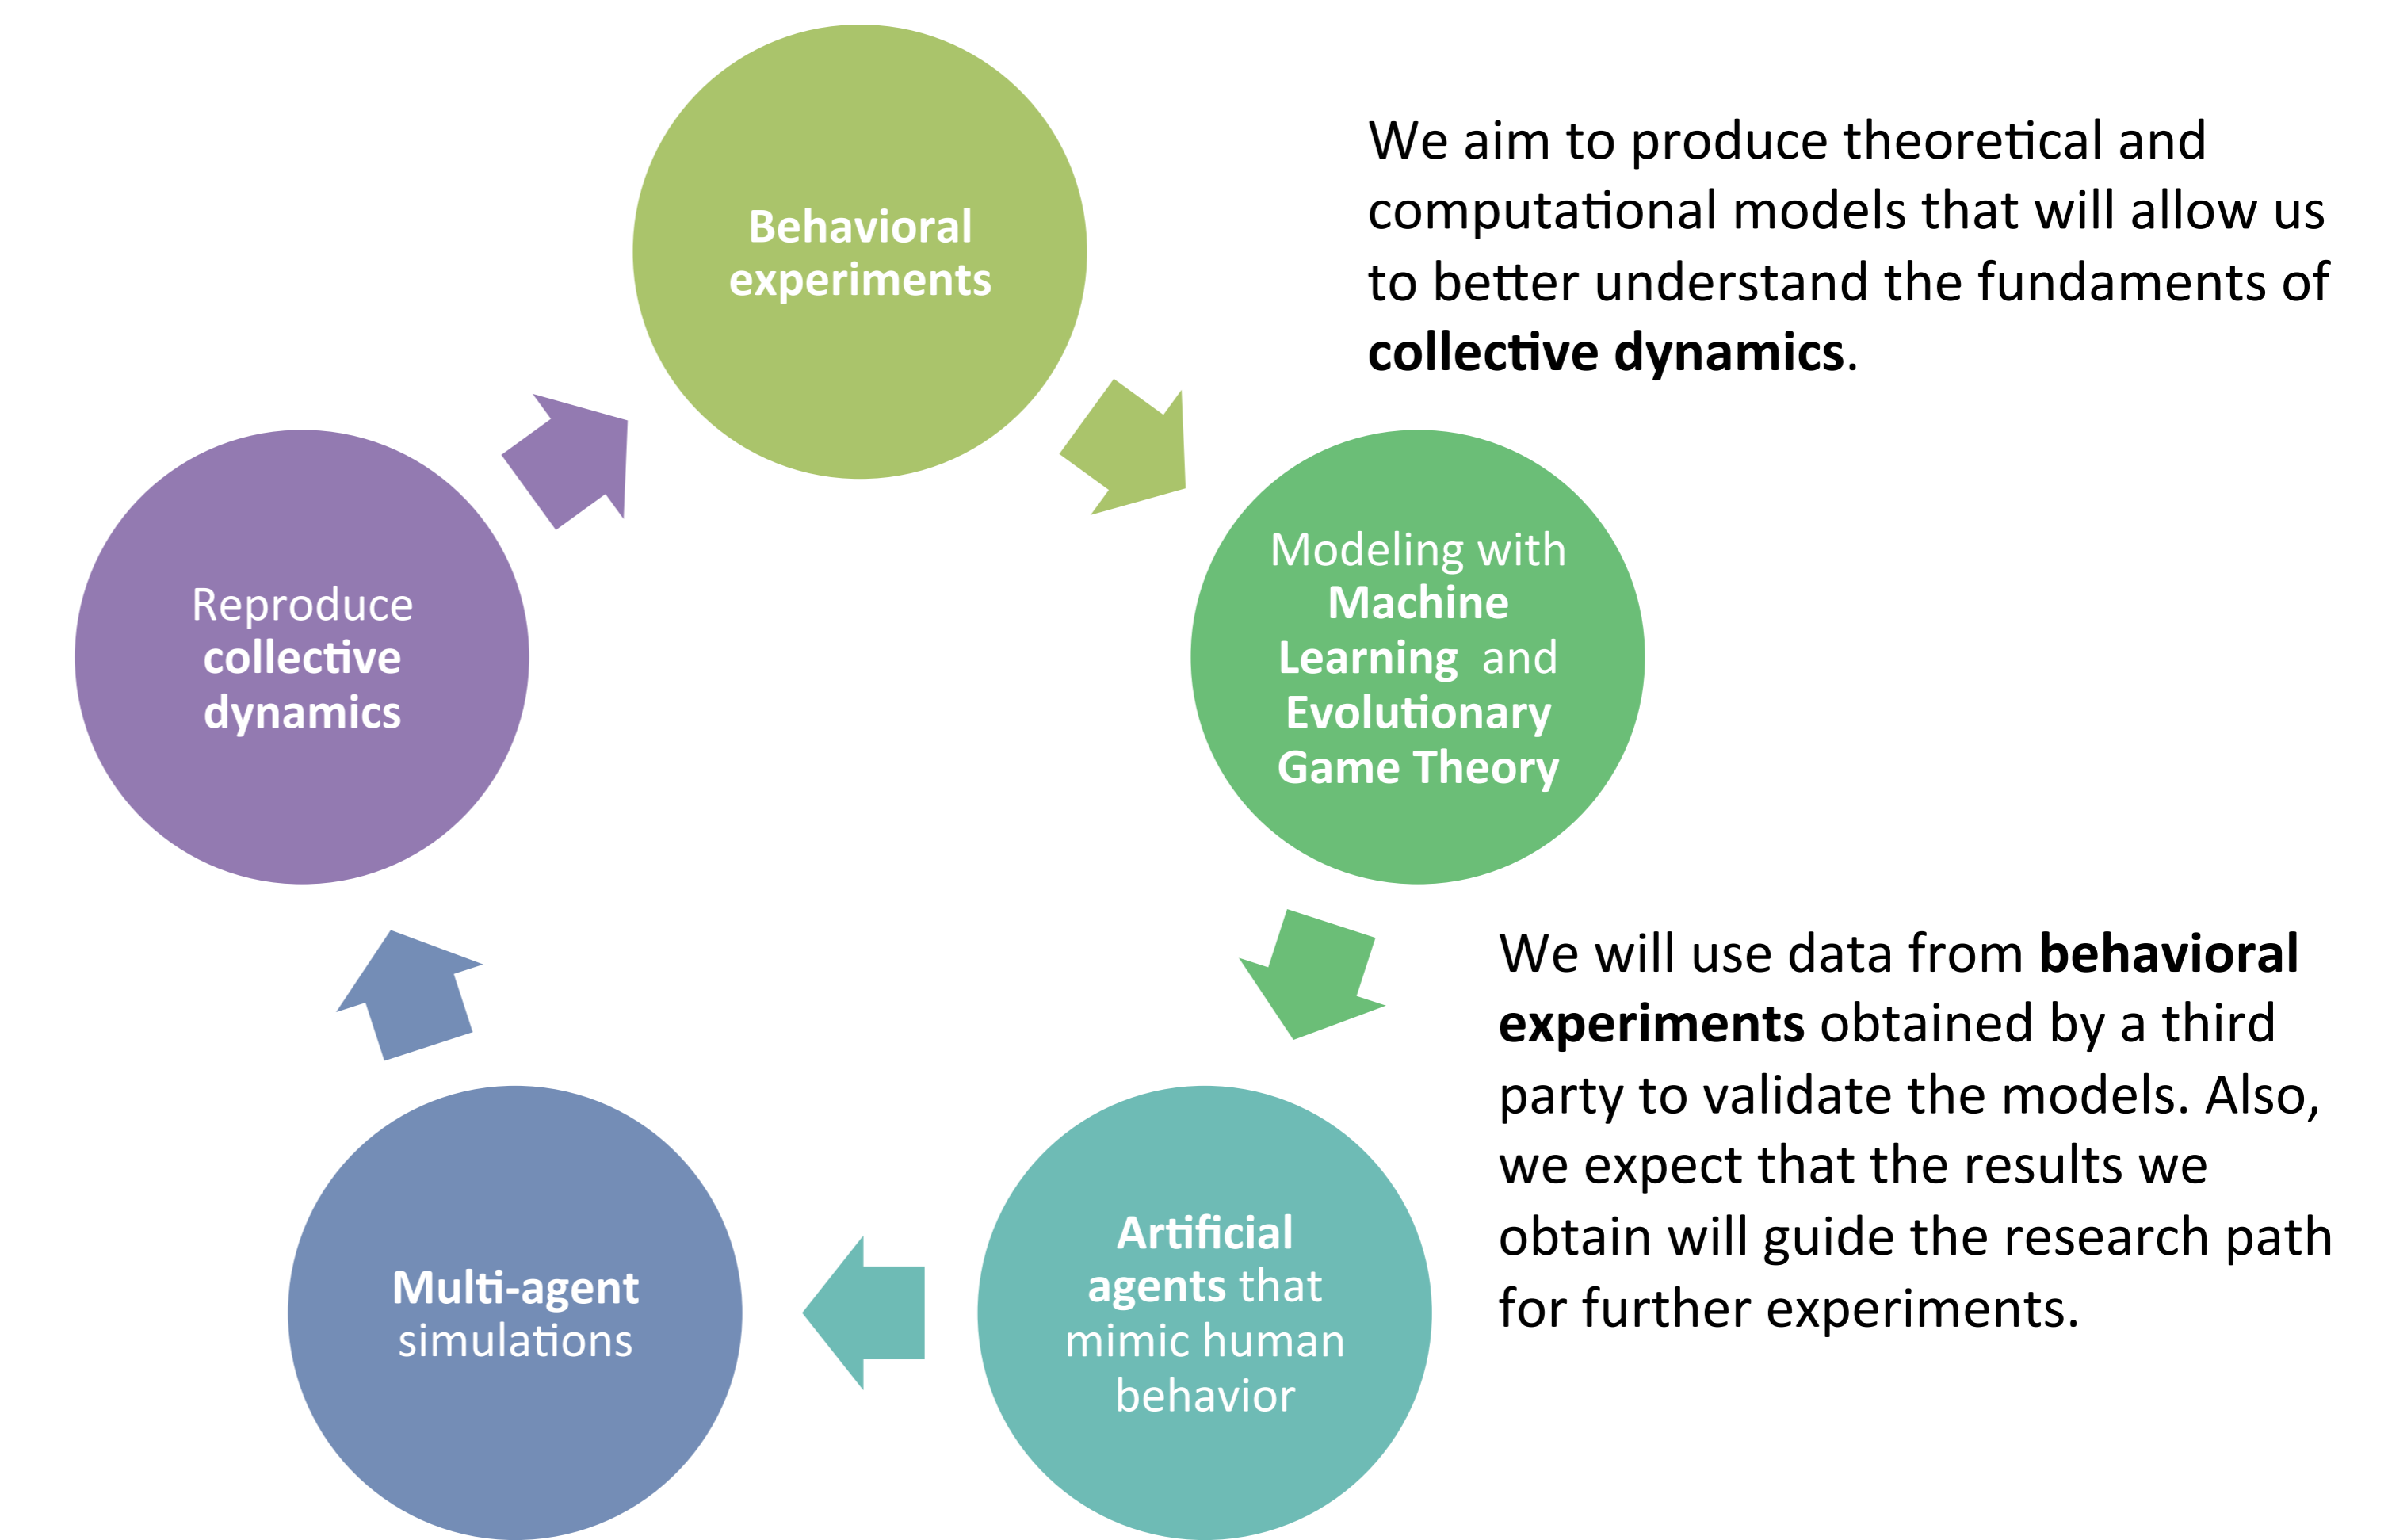 Behavioral
experiments
We aim to produce theoretical and
computational models that will allow us
to better understand the fundaments of
collective dynamics.
Modeling with
Machine
Learning and
Evolutionary
Game Theory
We will use data from behavioral
experiments obtained by a third
party to validate the models. Also,
we expect that the results we
obtain will guide the research path
for further experiments.
Artificial
agents that
mimic human
behavior
Multi-agent
simulations
Reproduce
collective
dynamics